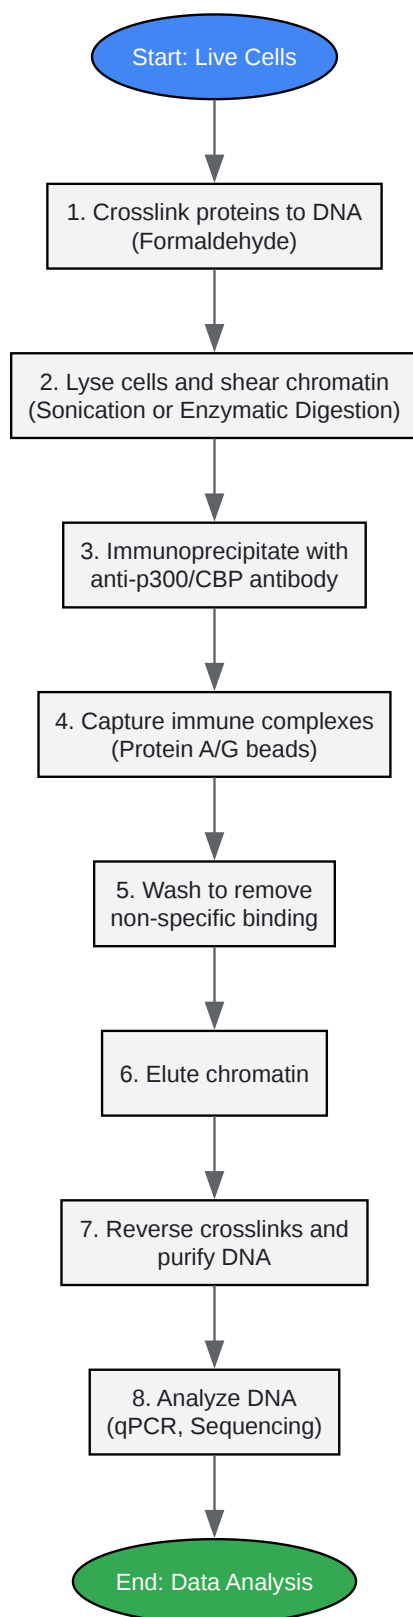 Start: Live Cells
1. Crosslink proteins to DNA
(Formaldehyde)
2. Lyse cells and shear chromatin
(Sonication or Enzymatic Digestion)
3. Immunoprecipitate with
anti-p300/CBP antibody
4. Capture immune complexes
(Protein A/G beads)
5. Wash to remove
non-specific binding
6. Elute chromatin
7. Reverse crosslinks and
purify DNA
8. Analyze DNA
(qPCR, Sequencing)
End: Data Analysis